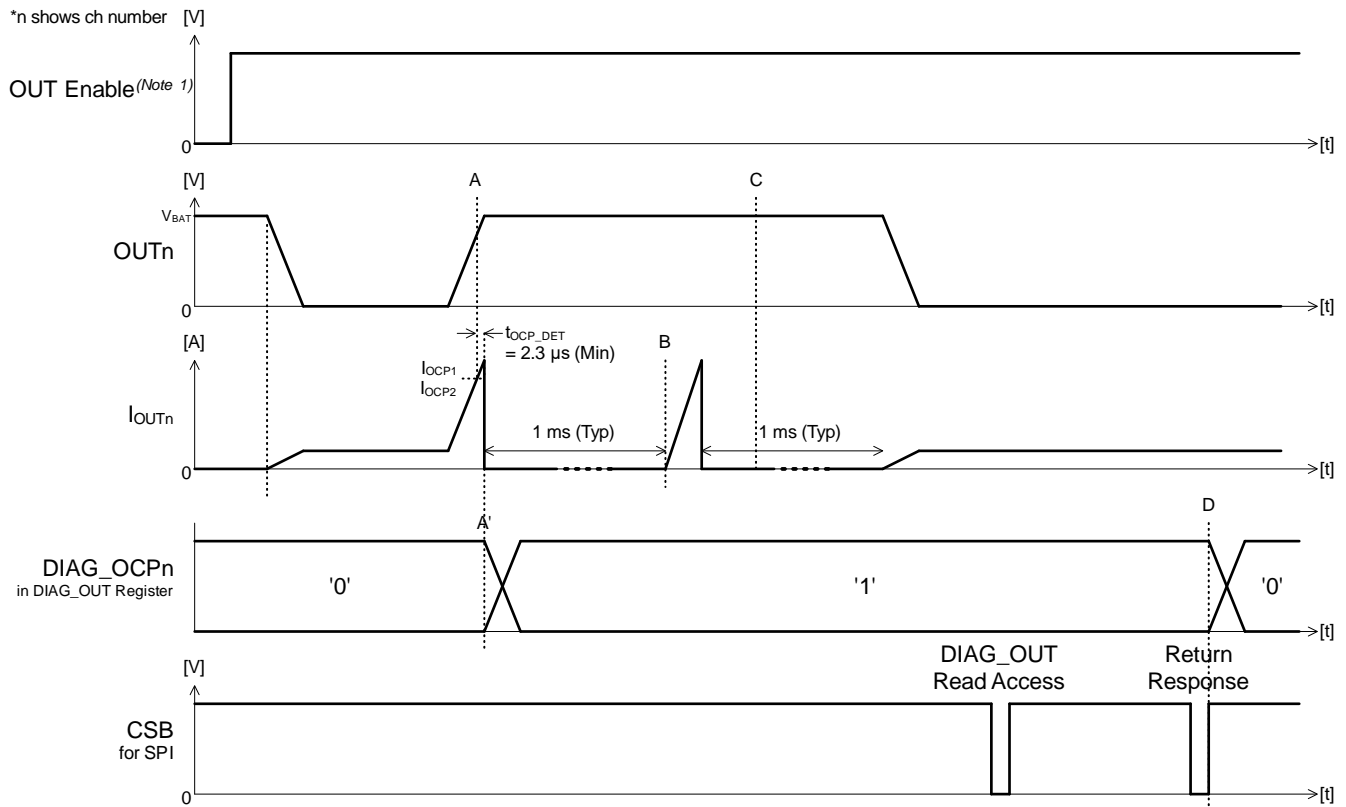 *n shows ch number
[V]
OUT Enable(Note 1)
0
[t]
[V]
A
C
VBAT
OUTn
0
[t]
tOCP_DET
= 2.3 µs (Min)
[A]
B
IOCP1
IOCP2
IOUTn
1 ms (Typ)
1 ms (Typ)
0
[t]
A'
D
DIAG_OCPn
in DIAG_OUT Register
'0'
'1'
'0'
[t]
DIAG_OUT
Read Access
Return
Response
[V]
CSB
for SPI
0
[t]